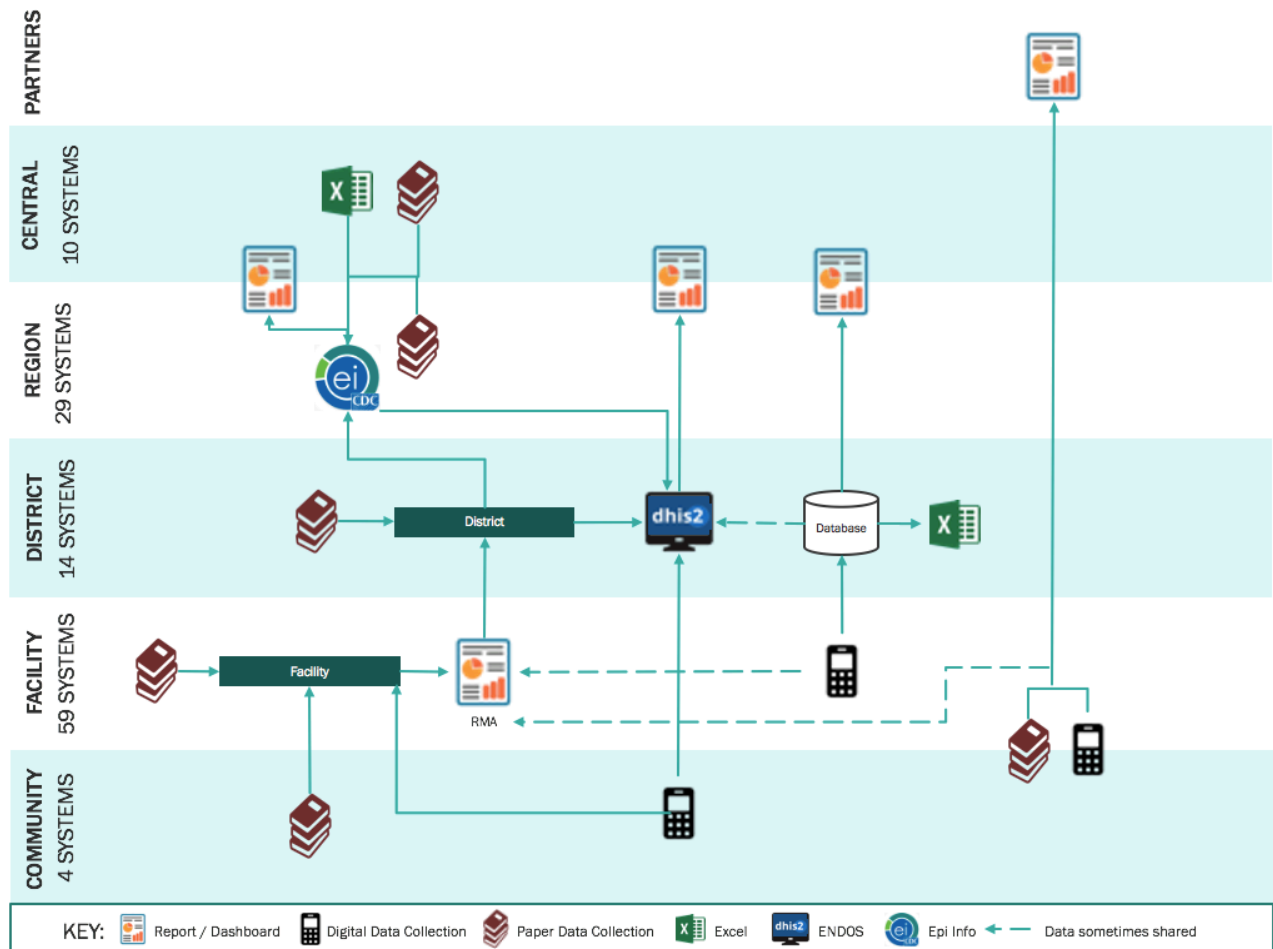 PARTNERS
CENTRAL
10 SYSTEMS
X
REGION
29 SYSTEMS
ei
CDC
DISTRICT
14 SYSTEMS
District
dhis2
Database
X
FACILITY
59 SYSTEMS
Facility
RMA
COMMUNITY
4 SYSTEMS
KEY: Report / Dashboard Digital Data Collection Paper Data Collection X Excel dhis2 ENDOS ei CDC Epi Info Data sometimes shared